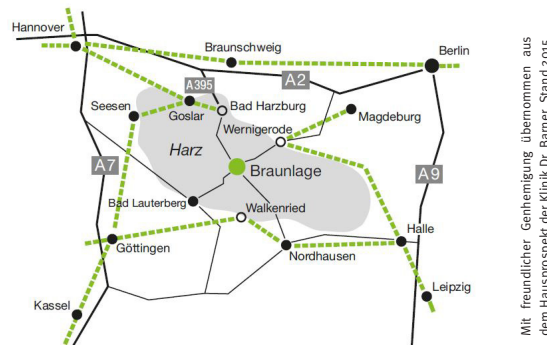 Hannover
Braunschweig
Berlin
A2
A395
Seesen
Goslar
Bad Harzburg
Magdeburg
Wernigerode
Harz
A7
Braunlage
A9
Bad Lauterberg
Walkenried
Göttingen
Halle
Nordhausen
Leipzig
Kassel
Mit freundlicher Genhemigung übernommen aus
dem Hausprospekt der Klinik Dr. Barner, Stand 2015